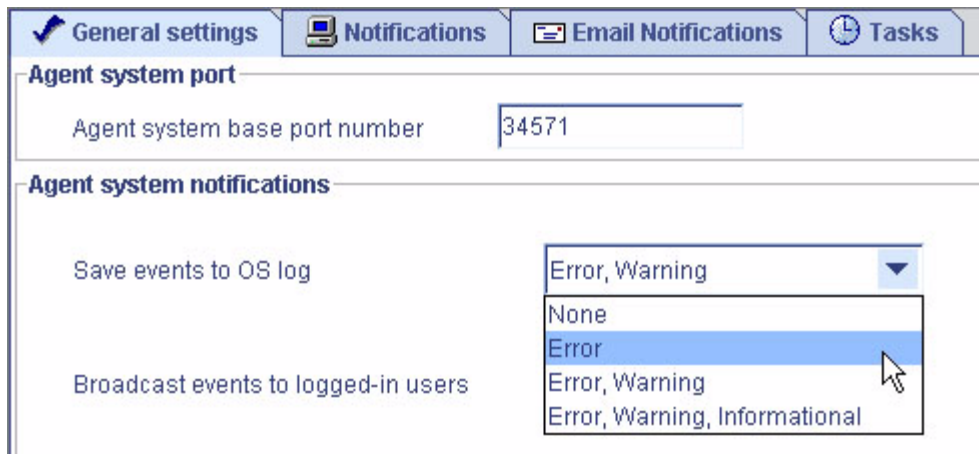 General settings Notifications Email Notifications Tasks
Agent system port
Agent system base port number 34571
Agent system notifications
Save events to OS log Error, Warning
None
Error
Broadcast events to logged-in users Error, Warning
Error, Warning, Informational